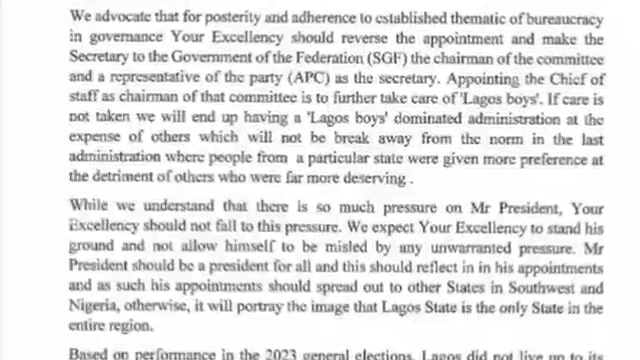 We advocate that for posterity and adherence to established thematic of bureaucracy
in governance Your Excellency should reverse the appointment and make the
Secretary to the Government of the Federation (SGF) the chairman of the committee
and a representative of the party (APC) as the secretary. Appointing the Chief of
staff as chairman of that committee is to further take care of 'Lagos boys'. If care is
not taken we will end up having a 'Lagos boys' dominated administration at the
expense of others which will not be break away from the norm in the last
administration where people from a particular state were given more preference at
the detriment of others who were far more deserving .
While we understand that there is so much pressure on Mr President, Your
Excellency should not fall to this pressure. We expect Your Excellency to stand his
ground and not allow himself to be misled by any unwarranted pressure. Mr
President should be a president for all and this should reflect in in his appointments
and as such his appointments should spread out to other States in Southwest and
Nigeria, otherwise, it will portray the image that Lagos State is the only State in the
entire region.
Based on performance in the 2023 general elections, Lagos did not live up to its